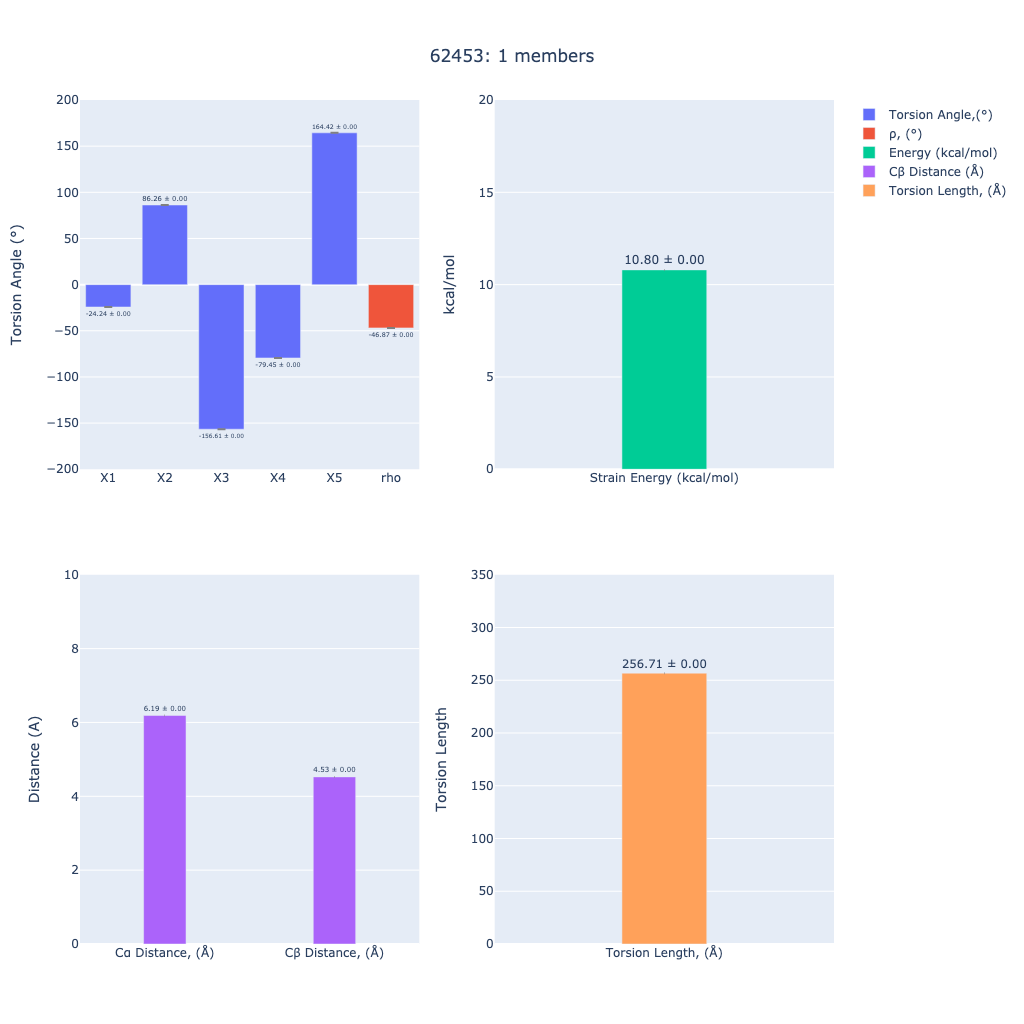 62453: 1 members
Torsion Angle (°)
200
150
100
50
0
−50
−100
−150
−200
-24.24 ± 0.00
86.26 ± 0.00
-156.61 ± 0.00
-79.45 ± 0.00
164.42 ± 0.00
-46.87 ± 0.00
X1 X2 X3 X4 X5 rho
kcal/mol
20
15
10
5
0
10.80 ± 0.00
Strain Energy (kcal/mol)
Torsion Angle,(°)
ρ, (°)
Energy (kcal/mol)
Cβ Distance (Å)
Torsion Length, (Å)
Distance (A)
10
8
6
4
2
0
6.19 ± 0.00
4.53 ± 0.00
Cα Distance, (Å) Cβ Distance, (Å)
Torsion Length
350
300
250
200
150
100
50
0
256.71 ± 0.00
Torsion Length, (Å)